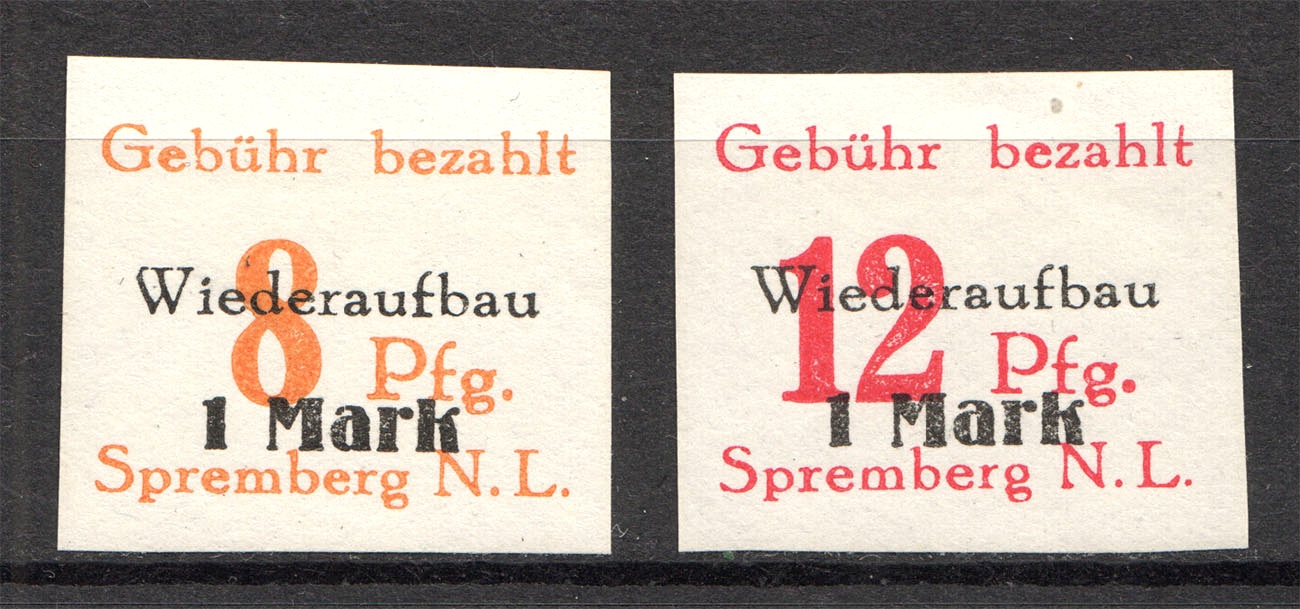 Gebühr bezahlt
8
Wiederaufbau
Pfg.
1 Mark
Spremberg N.L.
Gebühr bezahlt
12
Wiederaufbau
Pfg.
1 Mark
Spremberg N.L.